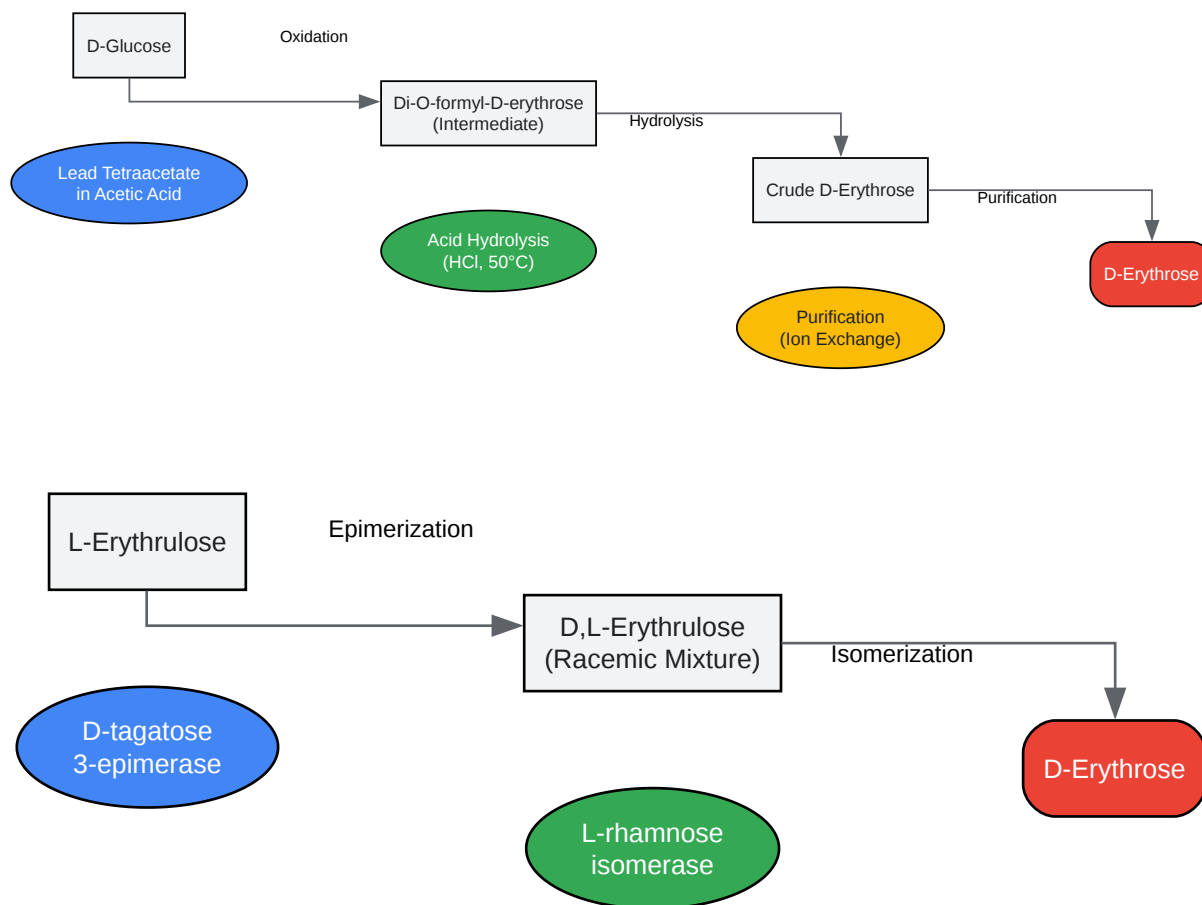 D-Glucose
Oxidation
Di-O-formyl-D-erythrose
(Intermediate)
Hydrolysis
Lead Tetraacetate
in Acetic Acid
Crude D-Erythrose
Purification
Acid Hydrolysis
(HCl, 50°C)
D-Erythrose
Purification
(Ion Exchange)
L-Erythrulose
Epimerization
D,L-Erythrulose
(Racemic Mixture)
Isomerization
D-tagatose
3-epimerase
D-Erythrose
L-rhamnose
isomerase